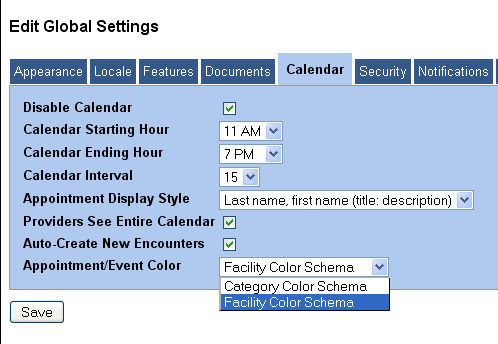 Edit Global Settings
Appearance Locale Features Documents Calendar Security Notifications
Disable Calendar
Calendar Starting Hour 11 AM
Calendar Ending Hour 7 PM
Calendar Interval 15
Appointment Display Style Last name, first name (title: description)
Providers See Entire Calendar
Auto-Create New Encounters
Appointment/Event Color Facility Color Schema
Category Color Schema
Facility Color Schema
Save